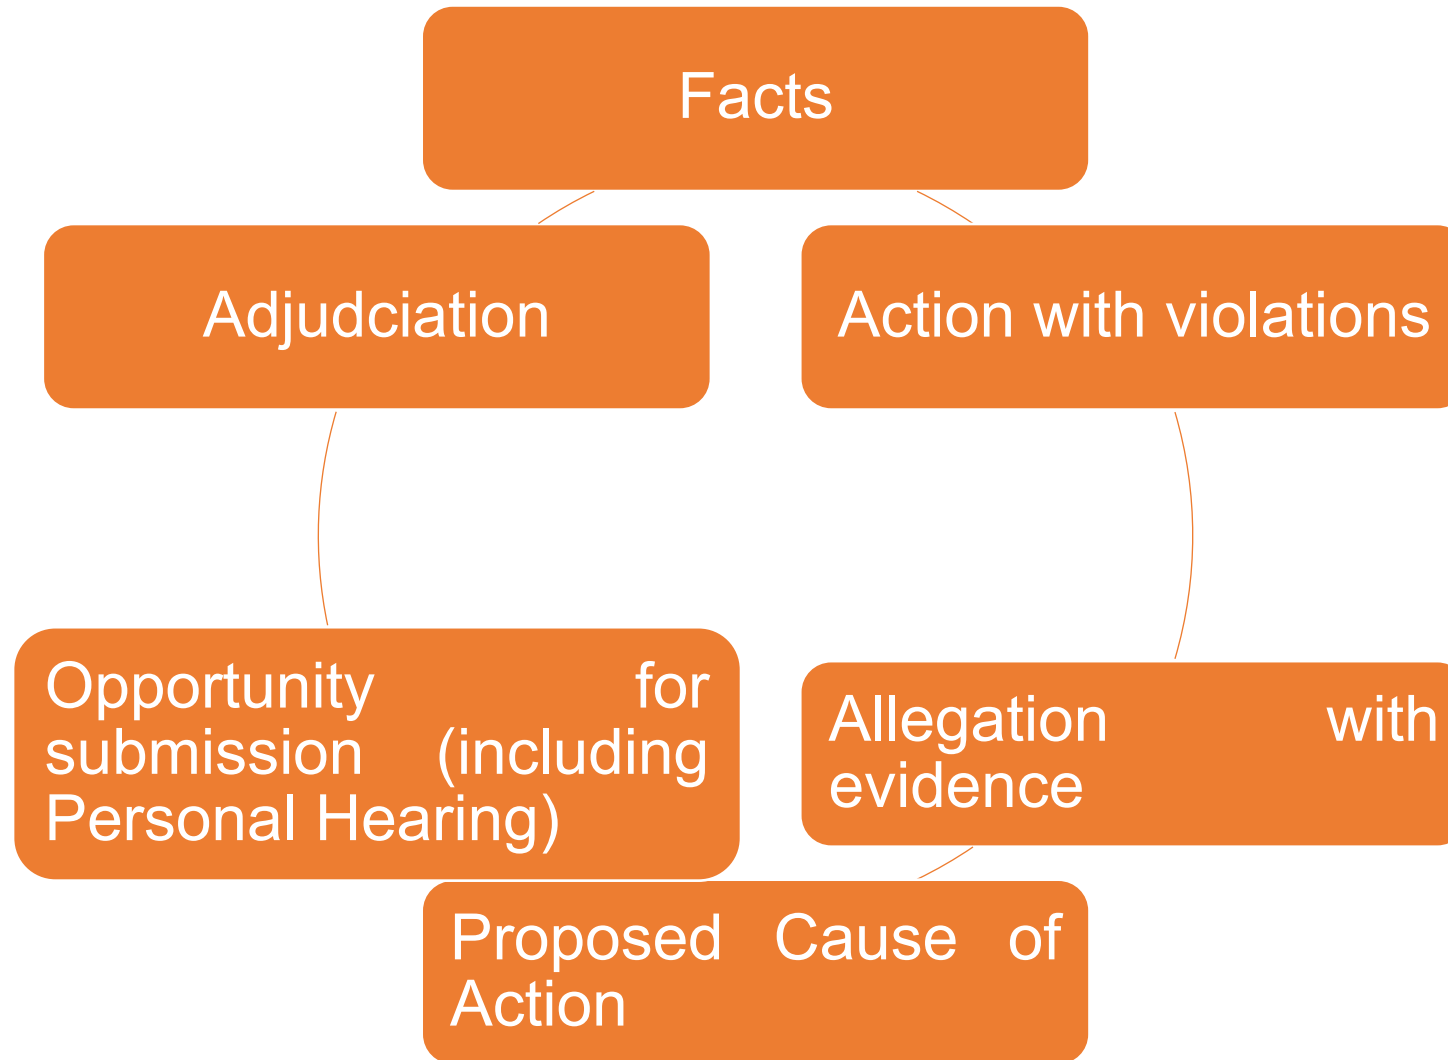 Facts
Adjudciation
Action with violations
Opportunity for
submission (including
Personal Hearing)
Allegation with
evidence
Proposed Cause of
Action